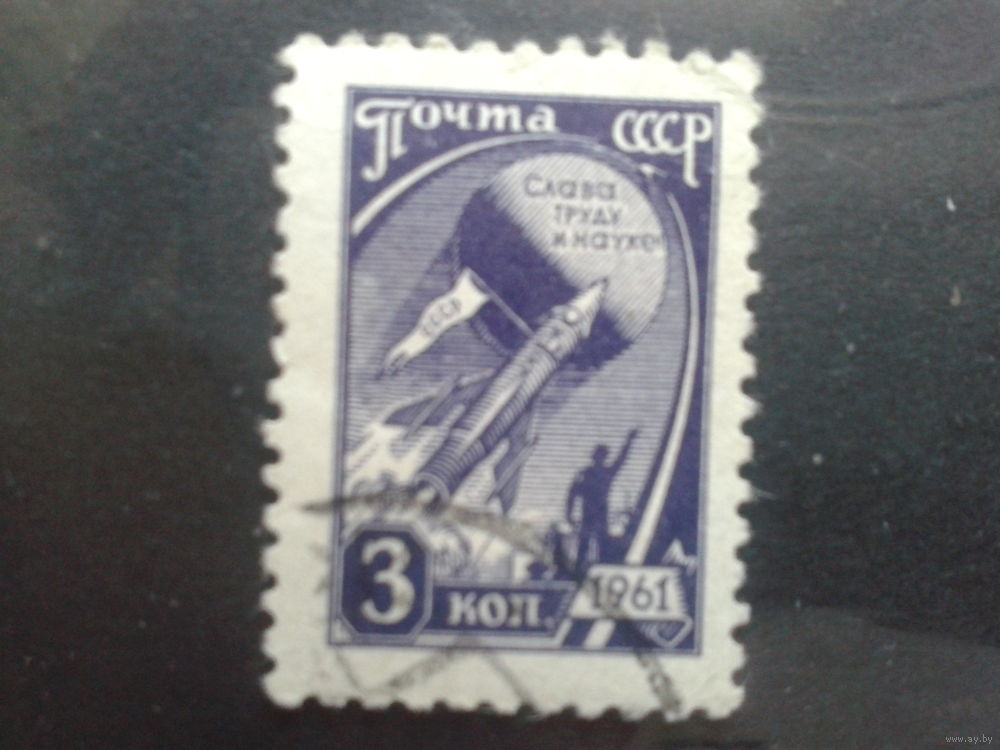 Почта СССР
Слава
труду
и науке!
СССР
3 коп. 1961
www.ay.by